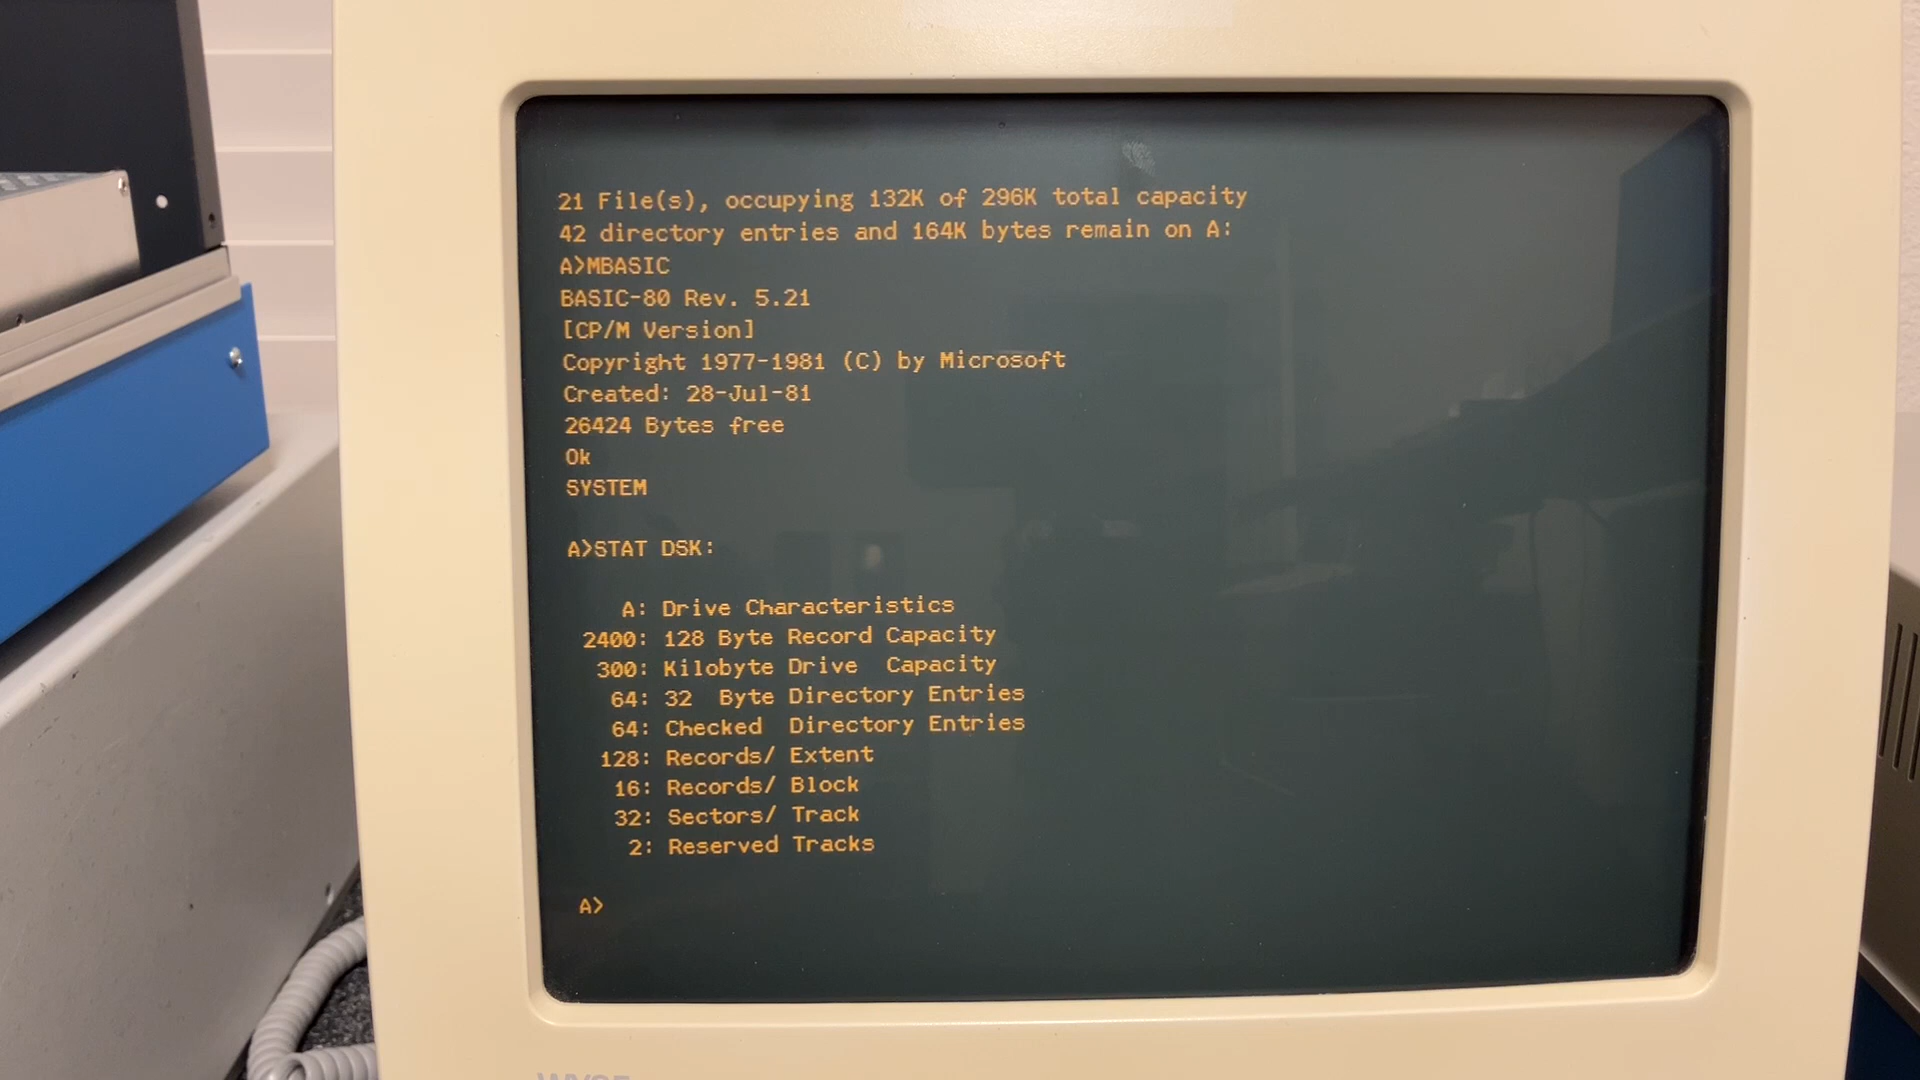 21 File(s), occupying 132K of 296K total capacity
42 directory entries and 164K bytes remain on A:
A>MBASIC
BASIC-80 Rev. 5.21
[CP/M Version]
Copyright 1977-1981 (C) by Microsoft
Created: 28-Jul-81
26424 Bytes free
Ok
SYSTEM
A>STAT DSK:
A: Drive Characteristics
2400: 128 Byte Record Capacity
300: Kilobyte Drive  Capacity
64: 32  Byte Directory Entries
64: Checked  Directory Entries
128: Records/ Extent
16: Records/ Block
32: Sectors/ Track
2: Reserved Tracks
A>
WYSE